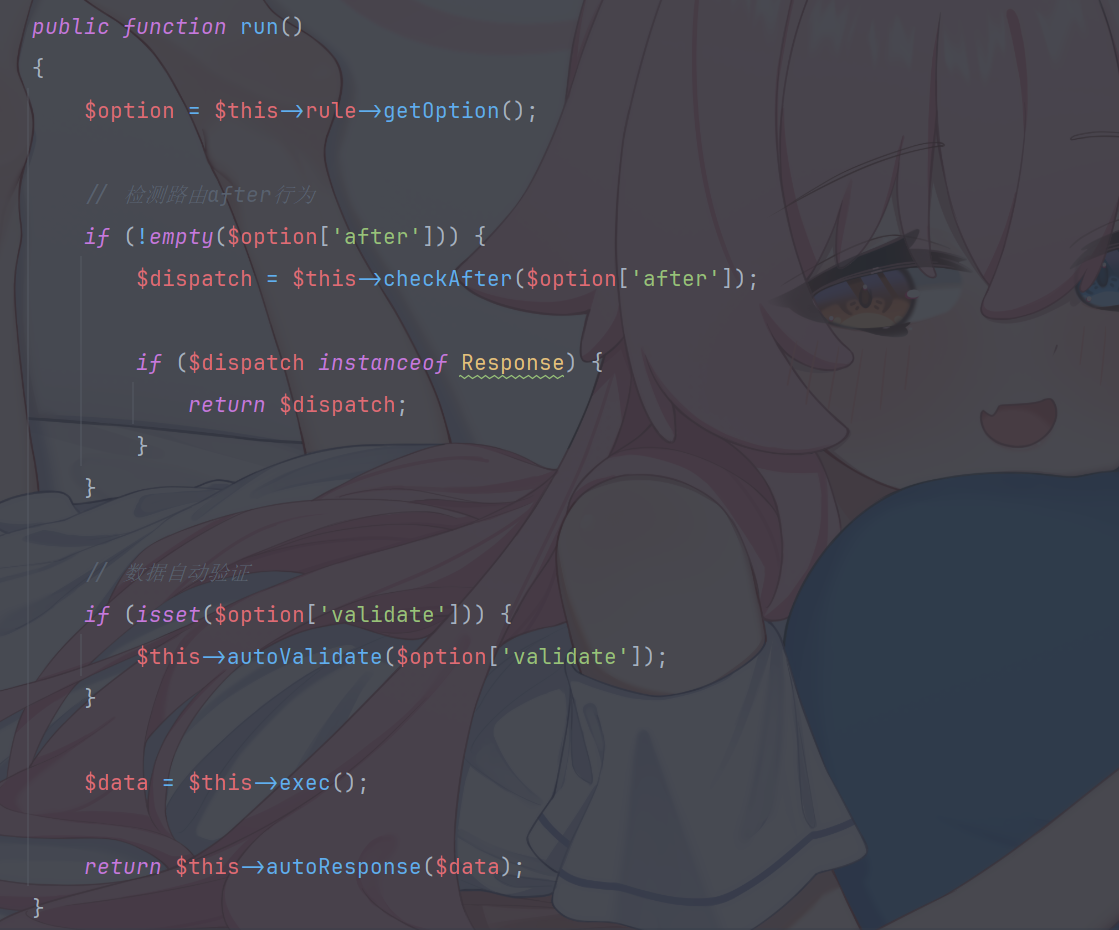 public function run()
{
    $option = $this->rule->getOption();
    // 检测路由after行为
    if (!empty($option['after'])) {
        $dispatch = $this->checkAfter($option['after']);
        if ($dispatch instanceof Response) {
            return $dispatch;
        }
    }
    // 数据自动验证
    if (isset($option['validate'])) {
        $this->autoValidate($option['validate']);
    }
    $data = $this->exec();
    return $this->autoResponse($data);
}